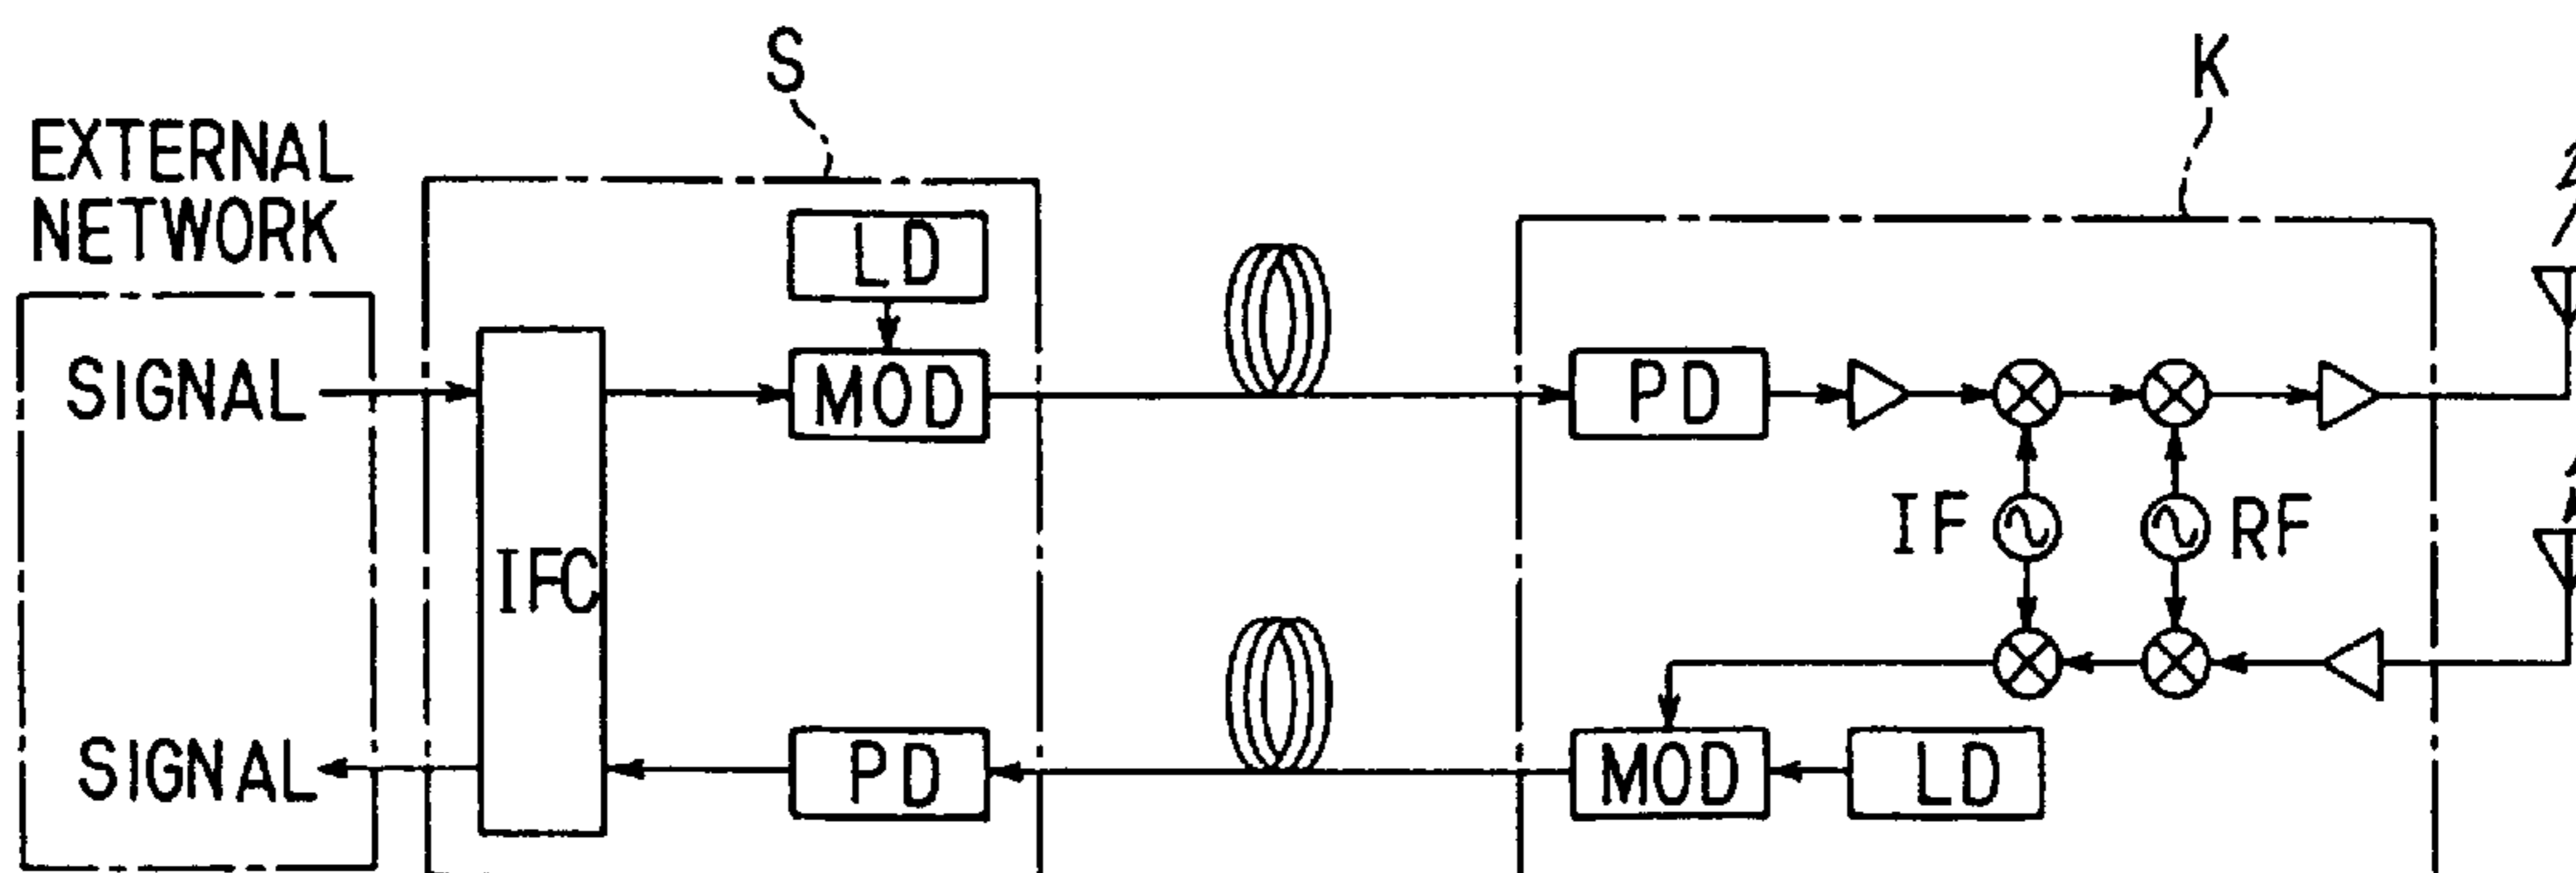 S
K
EXTERNAL
NETWORK
LD
SIGNAL
MOD
PD
IF
RF
IFC
SIGNAL
PD
MOD
LD